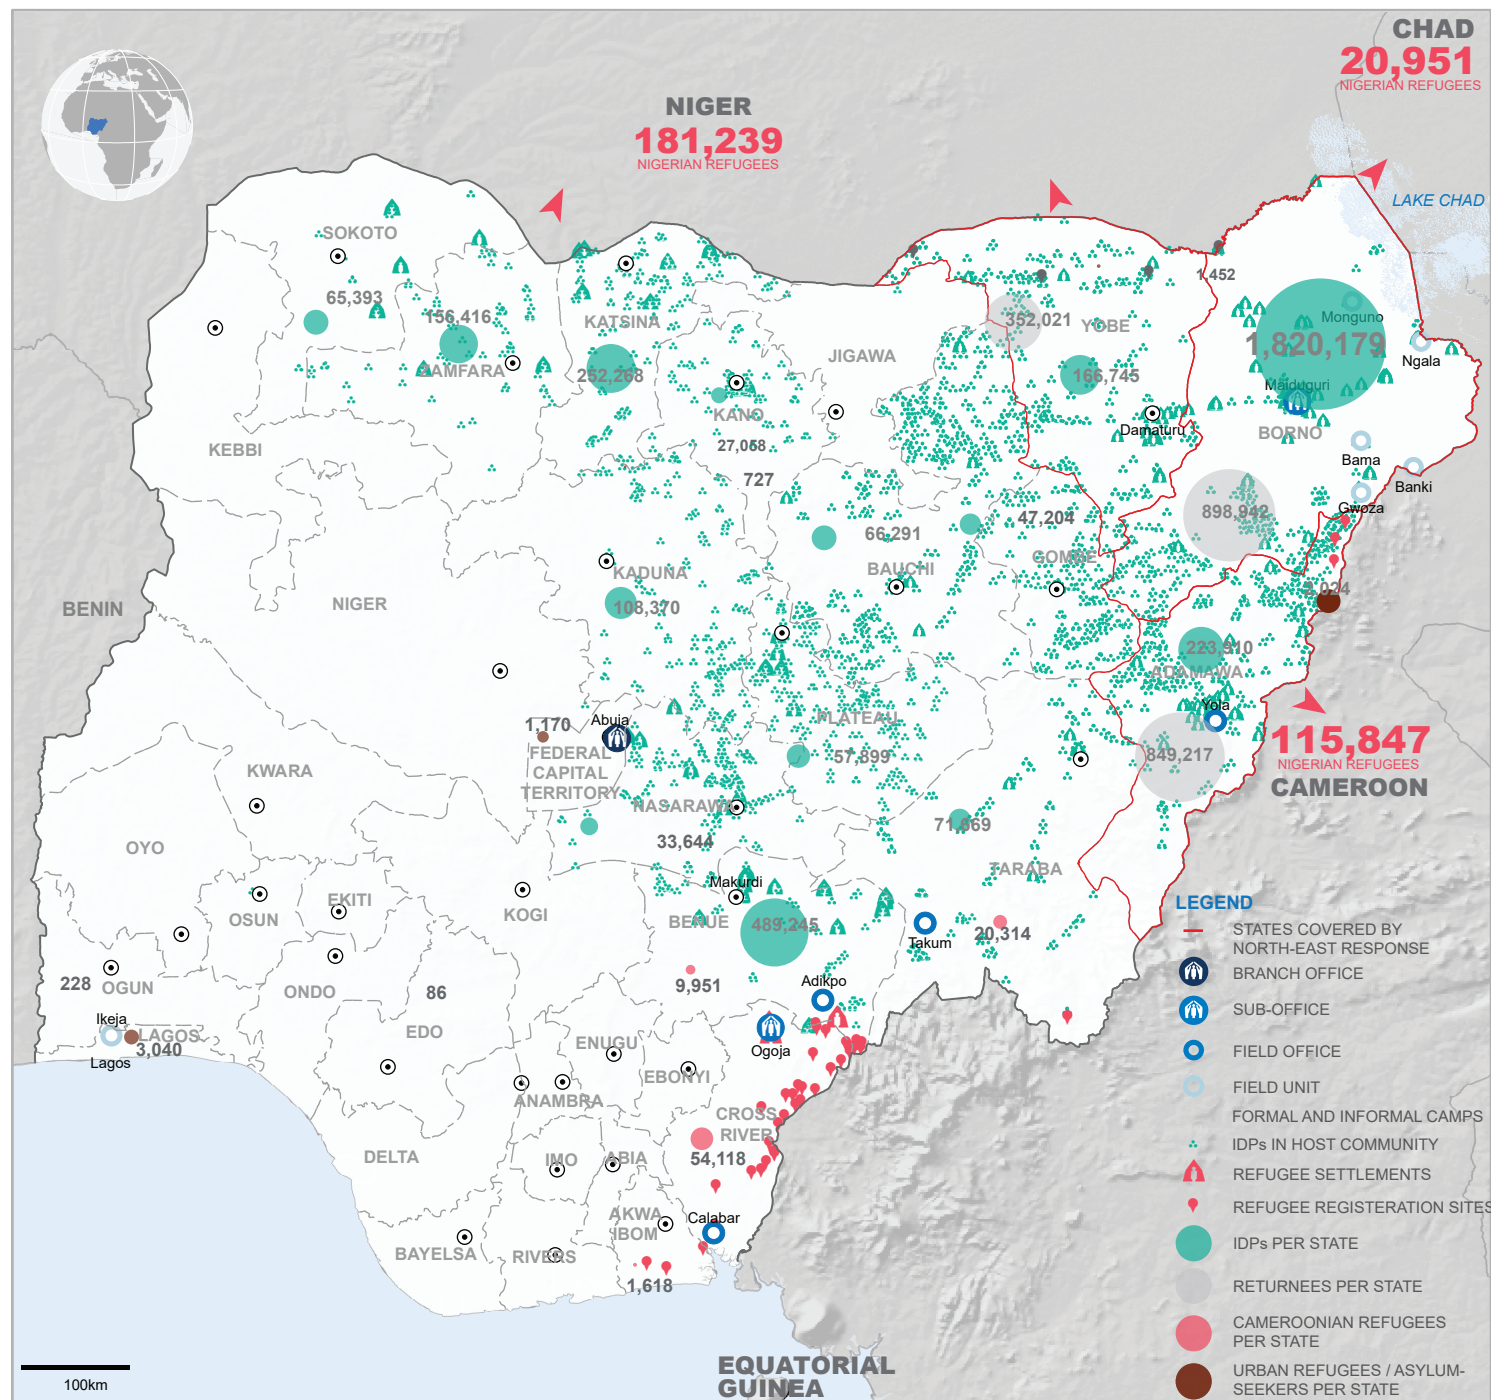 CHAD
20,951
NIGERIAN REFUGEES
NIGER
181,239
NIGERIAN REFUGEES
LAKE CHAD
SOKOTO
65,393
156,416
ZAMFARA
KATSINA
252,268
KANO
27,068
727
JIGAWA
352,021
YOBE
166,745
1,452
Monguno
1,820,179
Ngala
Maiduguri
Damaturu
BORNO
Bama
Banki
Gwoza
KEBBI
898,942
47,204
66,291
GOMBE
BAUCHI
KADUNA
108,370
NIGER
BENIN
2,024
223,910
ADAMAWA
Yola
115,847
NIGERIAN REFUGEES
CAMEROON
849,217
PLATEAU
57,899
1,170
Abuja
FEDERAL
CAPITAL
TERRITORY
NASARAWA
33,644
KWARA
OYO
71,069
TARABA
Makurdi
BENUE
489,245
EKITI
OSUN
KOGI
Takum
20,314
9,951
Adikpo
228
OGUN
ONDO
86
EDO
Ikeja
LAGOS
3,040
Lagos
ENUGU
Ogoja
EBONYI
ANAMBRA
CROSS
RIVER
54,118
DELTA
IMO
ABIA
AKWA
IBOM
Calabar
BAYELSA
RIVERS
1,618
EQUATORIAL
GUINEA
100km
LEGEND
STATES COVERED BY
NORTH-EAST RESPONSE
BRANCH OFFICE
SUB-OFFICE
FIELD OFFICE
FIELD UNIT
FORMAL AND INFORMAL CAMPS
IDPs IN HOST COMMUNITY
REFUGEE SETTLEMENTS
REFUGEE REGISTERATION SITES
IDPs PER STATE
RETURNEES PER STATE
CAMEROONIAN REFUGEES
PER STATE
URBAN REFUGEES / ASYLUM-
SEEKERS PER STATE